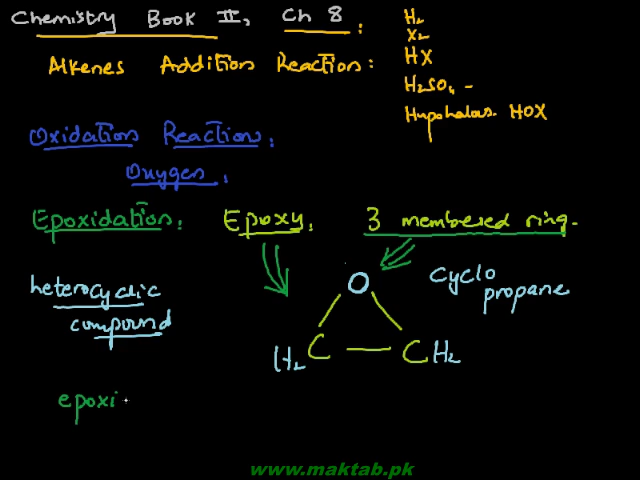 Chemistry Book II, Ch 8 :
Alkenes Addition Reaction :
H₂
X₂
HX
H₂SO₄ -
Hypohalous. HOX
Oxidation Reaction.
Oxygen.
Epoxidation. Epoxy. 3 membered ring.
heterocyclic
compound
Cyclo
propane
O
H₂C — CH₂
epoxi
www.maktab.pk